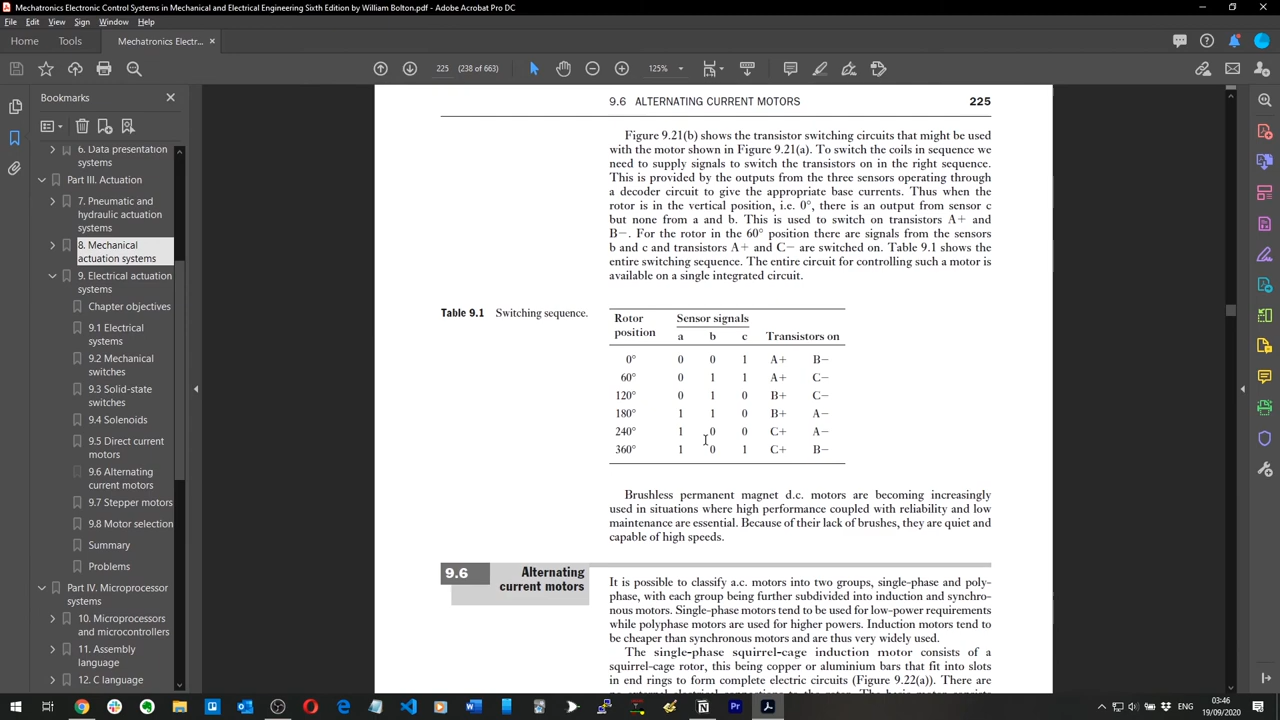 Mechatronics Electronic Control Systems in Mechanical and Electrical Engineering Sixth Edition by William Bolton.pdf - Adobe Acrobat Pro DC
File Edit View Sign Window Help
Home Tools Mechatronics Electr... ×
225 (238 of 663) 125%
Bookmarks
6. Data presentation
systems
Part III. Actuation
7. Pneumatic and
hydraulic actuation
systems
8. Mechanical
actuation systems
9. Electrical actuation
systems
Chapter objectives
9.1 Electrical
systems
9.2 Mechanical
switches
9.3 Solid-state
switches
9.4 Solenoids
9.5 Direct current
motors
9.6 Alternating
current motors
9.7 Stepper motors
9.8 Motor selection
Summary
Problems
Part IV. Microprocessor
systems
10. Microprocessors
and microcontrollers
11. Assembly
language
12. C language
9.6 ALTERNATING CURRENT MOTORS 225
Figure 9.21(b) shows the transistor switching circuits that might be used
with the motor shown in Figure 9.21(a). To switch the coils in sequence we
need to supply signals to switch the transistors on in the right sequence.
This is provided by the outputs from the three sensors operating through
a decoder circuit to give the appropriate base currents. Thus when the
rotor is in the vertical position, i.e. 0°, there is an output from sensor c
but none from a and b. This is used to switch on transistors A+ and
B−. For the rotor in the 60° position there are signals from the sensors
b and c and transistors A+ and C− are switched on. Table 9.1 shows the
entire switching sequence. The entire circuit for controlling such a motor is
available on a single integrated circuit.
Table 9.1 Switching sequence.
Rotor Sensor signals
position a b c Transistors on
0° 0 0 1 A+ B−
60° 0 1 1 A+ C−
120° 0 1 0 B+ C−
180° 1 1 0 B+ A−
240° 1 0 0 C+ A−
360° 1 0 1 C+ B−
Brushless permanent magnet d.c. motors are becoming increasingly
used in situations where high performance coupled with reliability and low
maintenance are essential. Because of their lack of brushes, they are quiet and
capable of high speeds.
9.6 Alternating
current motors
It is possible to classify a.c. motors into two groups, single-phase and poly-
phase, with each group being further subdivided into induction and synchro-
nous motors. Single-phase motors tend to be used for low-power requirements
while polyphase motors are used for higher powers. Induction motors tend to
be cheaper than synchronous motors and are thus very widely used.
The single-phase squirrel-cage induction motor consists of a
squirrel-cage rotor, this being copper or aluminium bars that fit into slots
in end rings to form complete electric circuits (Figure 9.22(a)). There are
ENG
03:46
19/09/2020